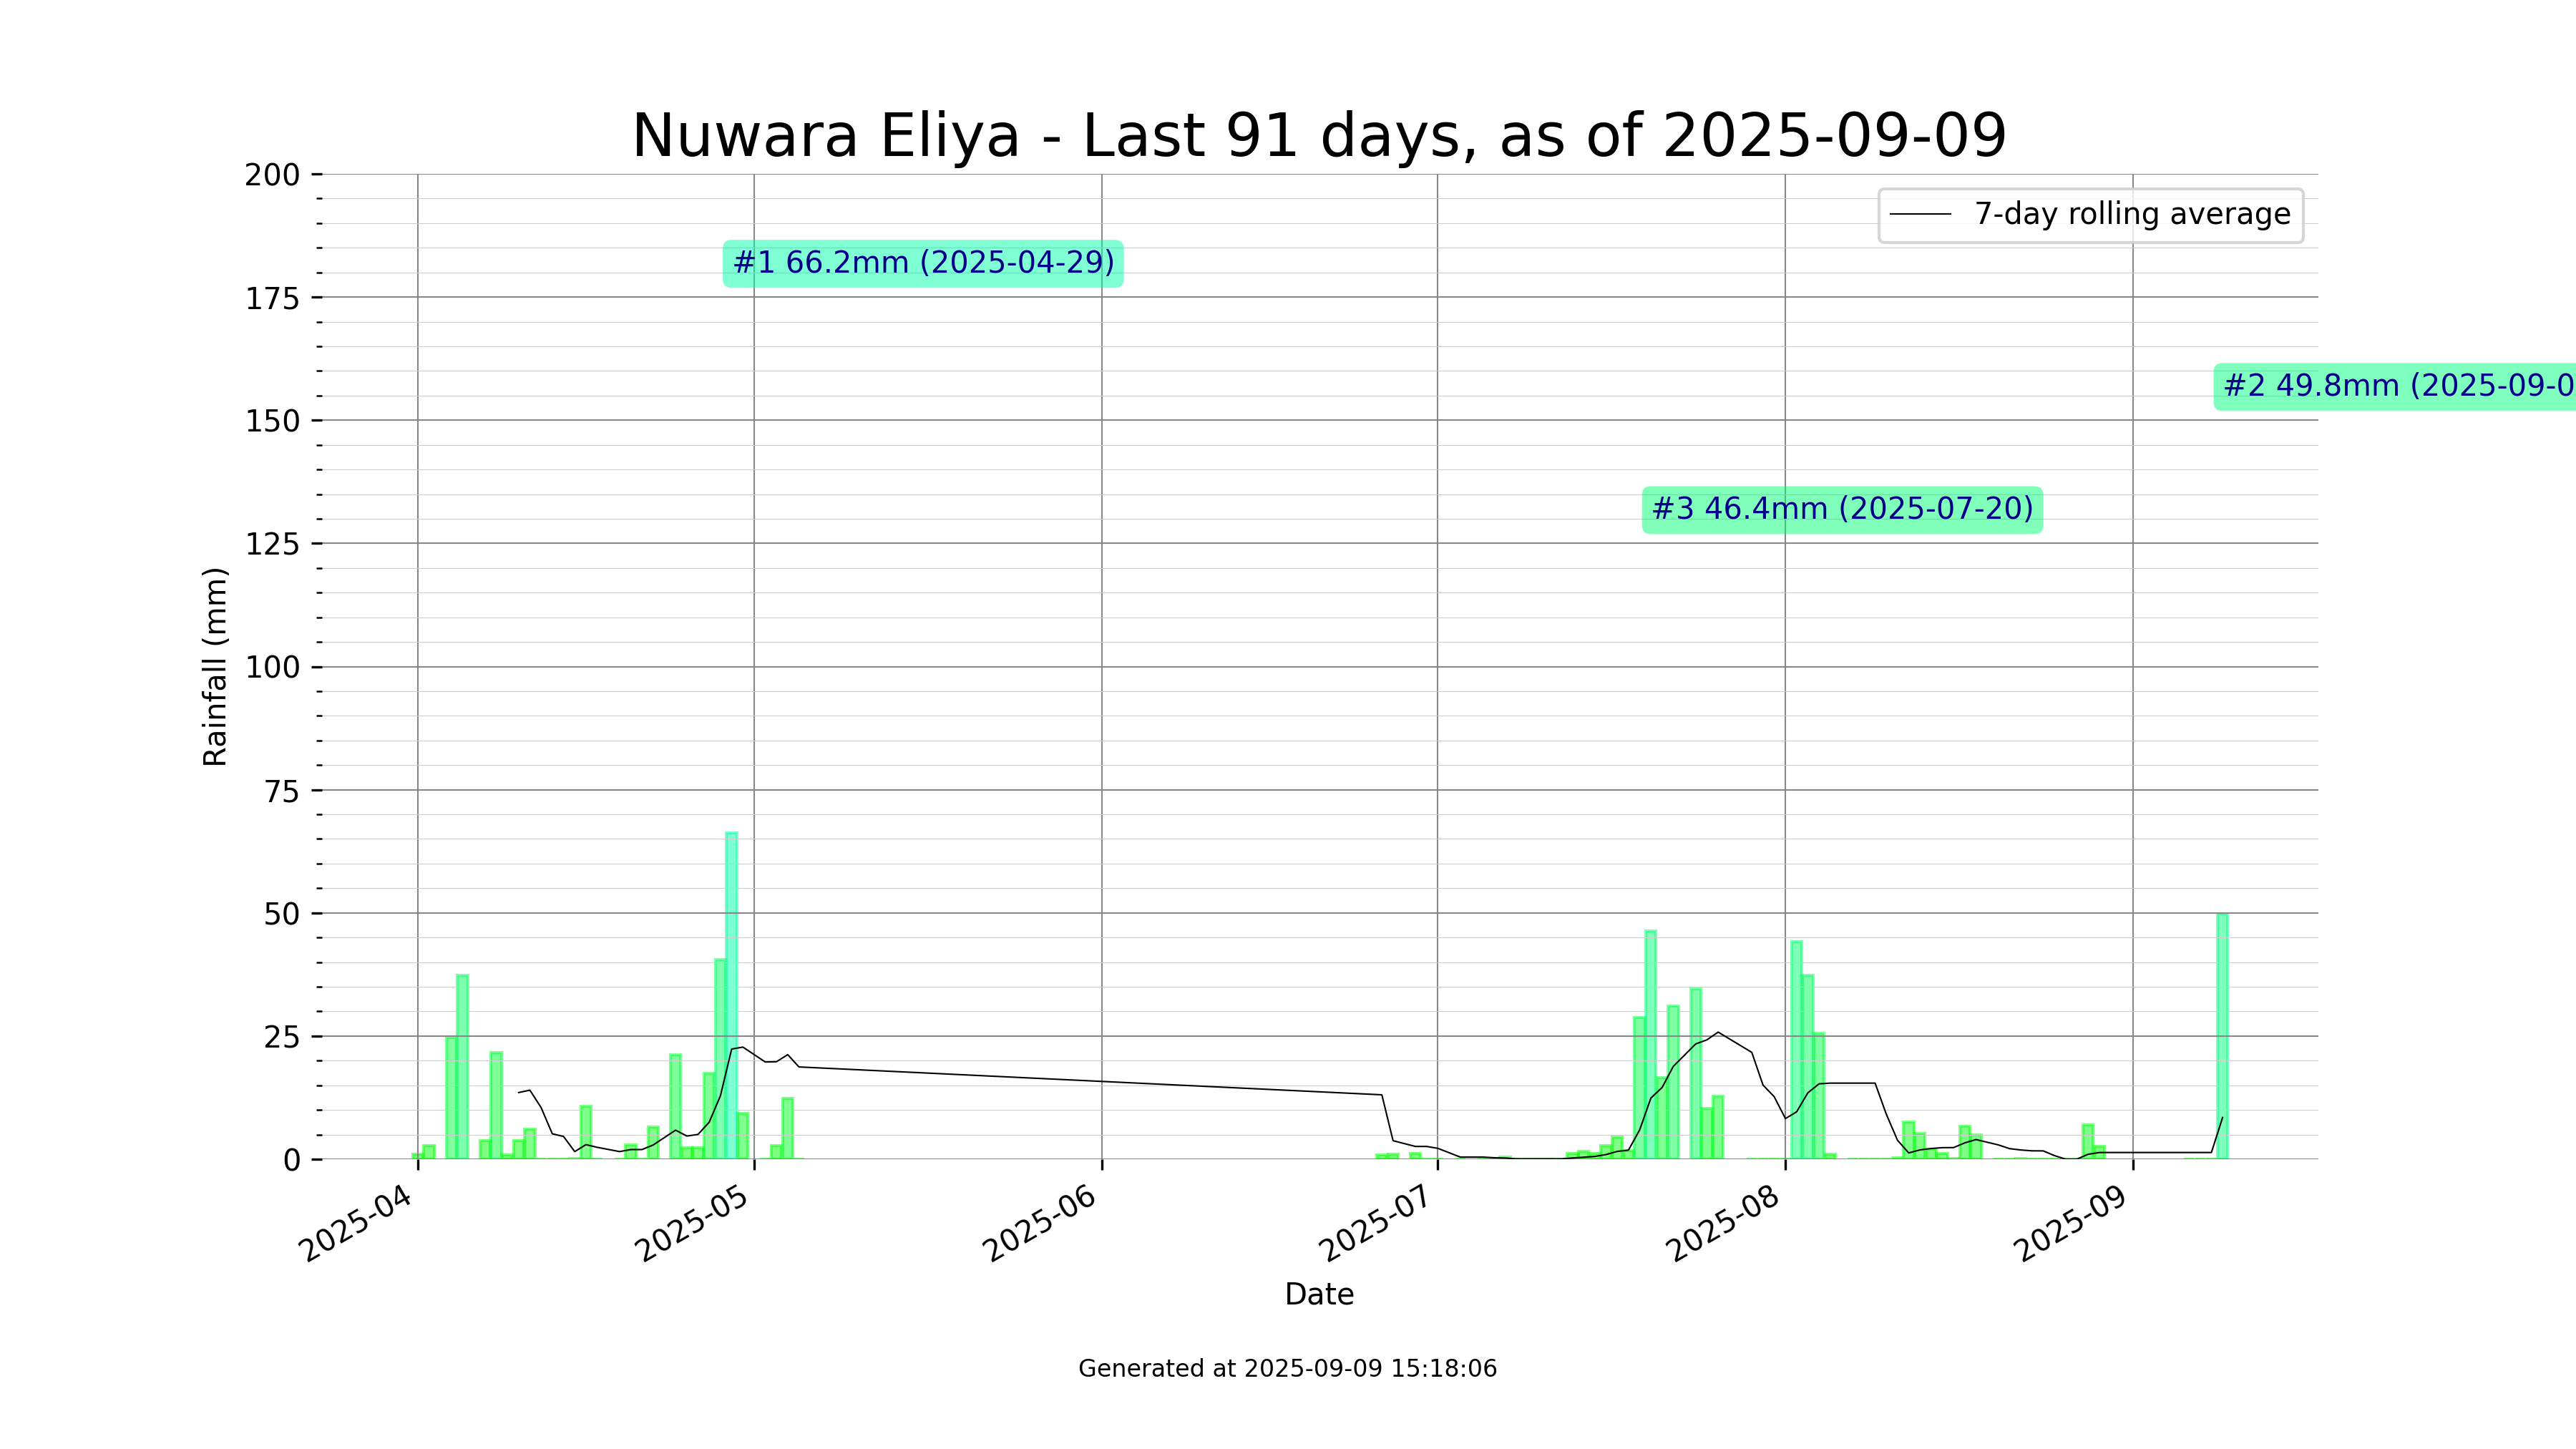 Nuwara Eliya - Last 91 days, as of 2025-09-09
200
175
150
125
100
75
50
25
0
Rainfall (mm)
7-day rolling average
#1 66.2mm (2025-04-29)
#2 49.8mm (2025-09-0
#3 46.4mm (2025-07-20)
2025-04
2025-05
2025-06
2025-07
2025-08
2025-09
Date
Generated at 2025-09-09 15:18:06